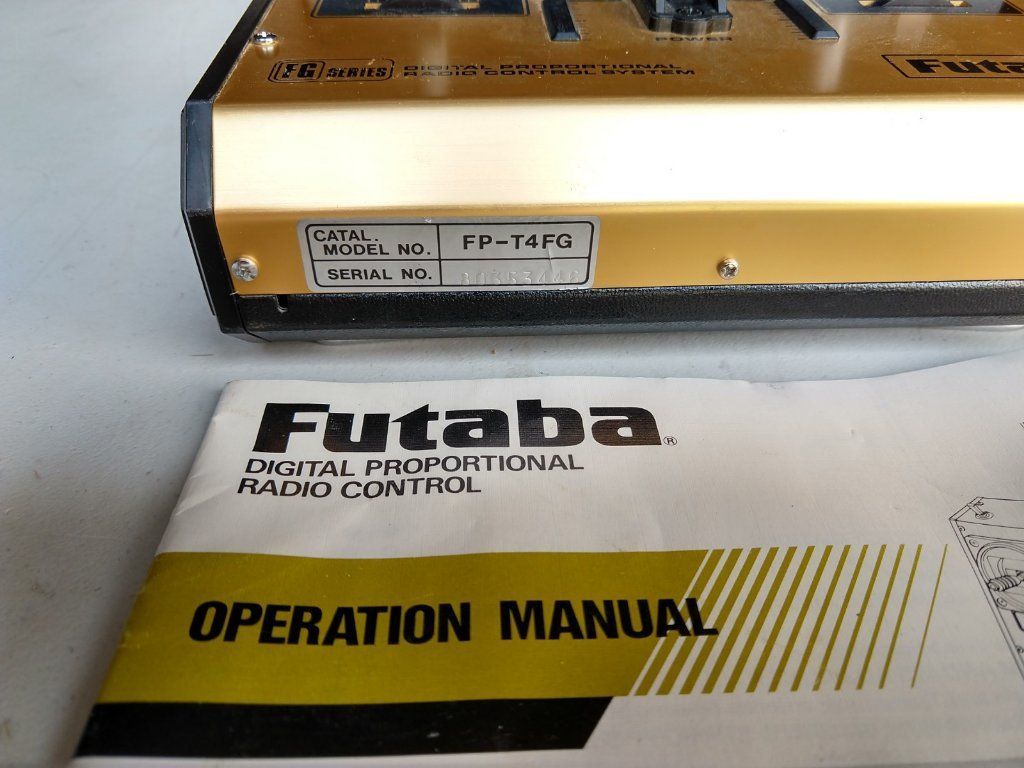 POWER
FG SERIES DIGITAL PROPORTIONAL
RADIO CONTROL SYSTEM
CATAL.
MODEL NO. FP-T4FG
SERIAL NO.
Futaba®
DIGITAL PROPORTIONAL
RADIO CONTROL
OPERATION MANUAL